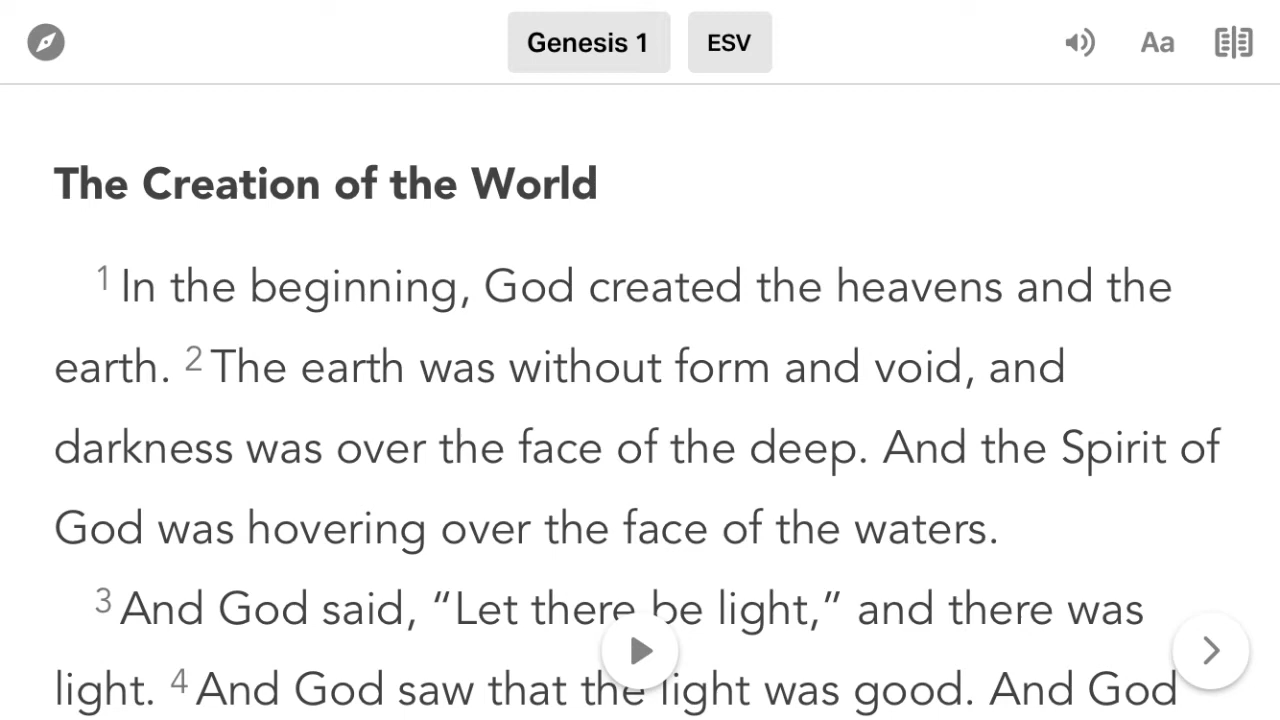 Genesis 1 ESV Aa
The Creation of the World
1 In the beginning, God created the heavens and the
earth. 2 The earth was without form and void, and
darkness was over the face of the deep. And the Spirit of
God was hovering over the face of the waters.
3 And God said, “Let there be light,” and there was
light. 4 And God saw that the light was good. And God